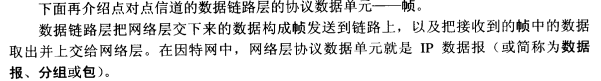 下面再介绍点对点信道的数据链路层的协议数据单元——帧。
数据链路层把网络层交下来的数据构成帧发送到链路上，以及把接收到的帧中的数据
取出并上交给网络层。在因特网中，网络层协议数据单元就是 IP 数据报（或简称为数据
报、分组或包）。